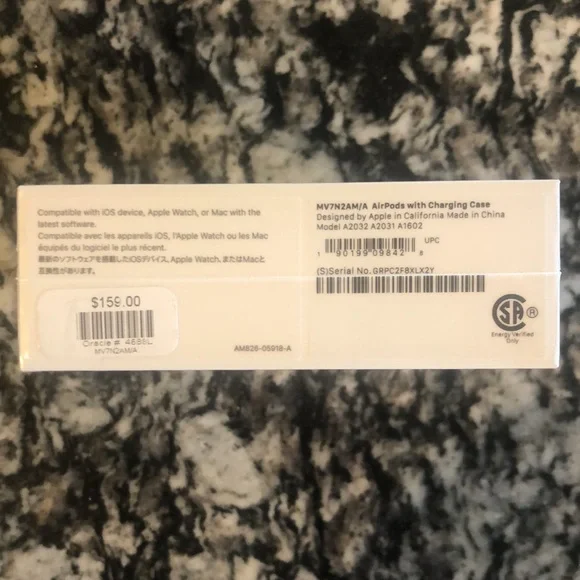 Compatible with iOS device, Apple Watch, or Mac with the
latest software.
Compatible avec les appareils iOS, l'Apple Watch ou les Mac
équipés du logiciel le plus récent.
最新のソフトウェアを搭載したiOSデバイス、Apple Watch、またはMacと
互換性があります。
$159.00
Oracle #: 4686L
MV7N2AM/A
AM826-05918-A
MV7N2AM/A AirPods with Charging Case
Designed by Apple in California Made in China
Model A2032 A2031 A1602
UPC
1 90199 09842 8
(S)Serial No. GRPC2F8XLX2Y
CSA ®
Energy Verified
Only